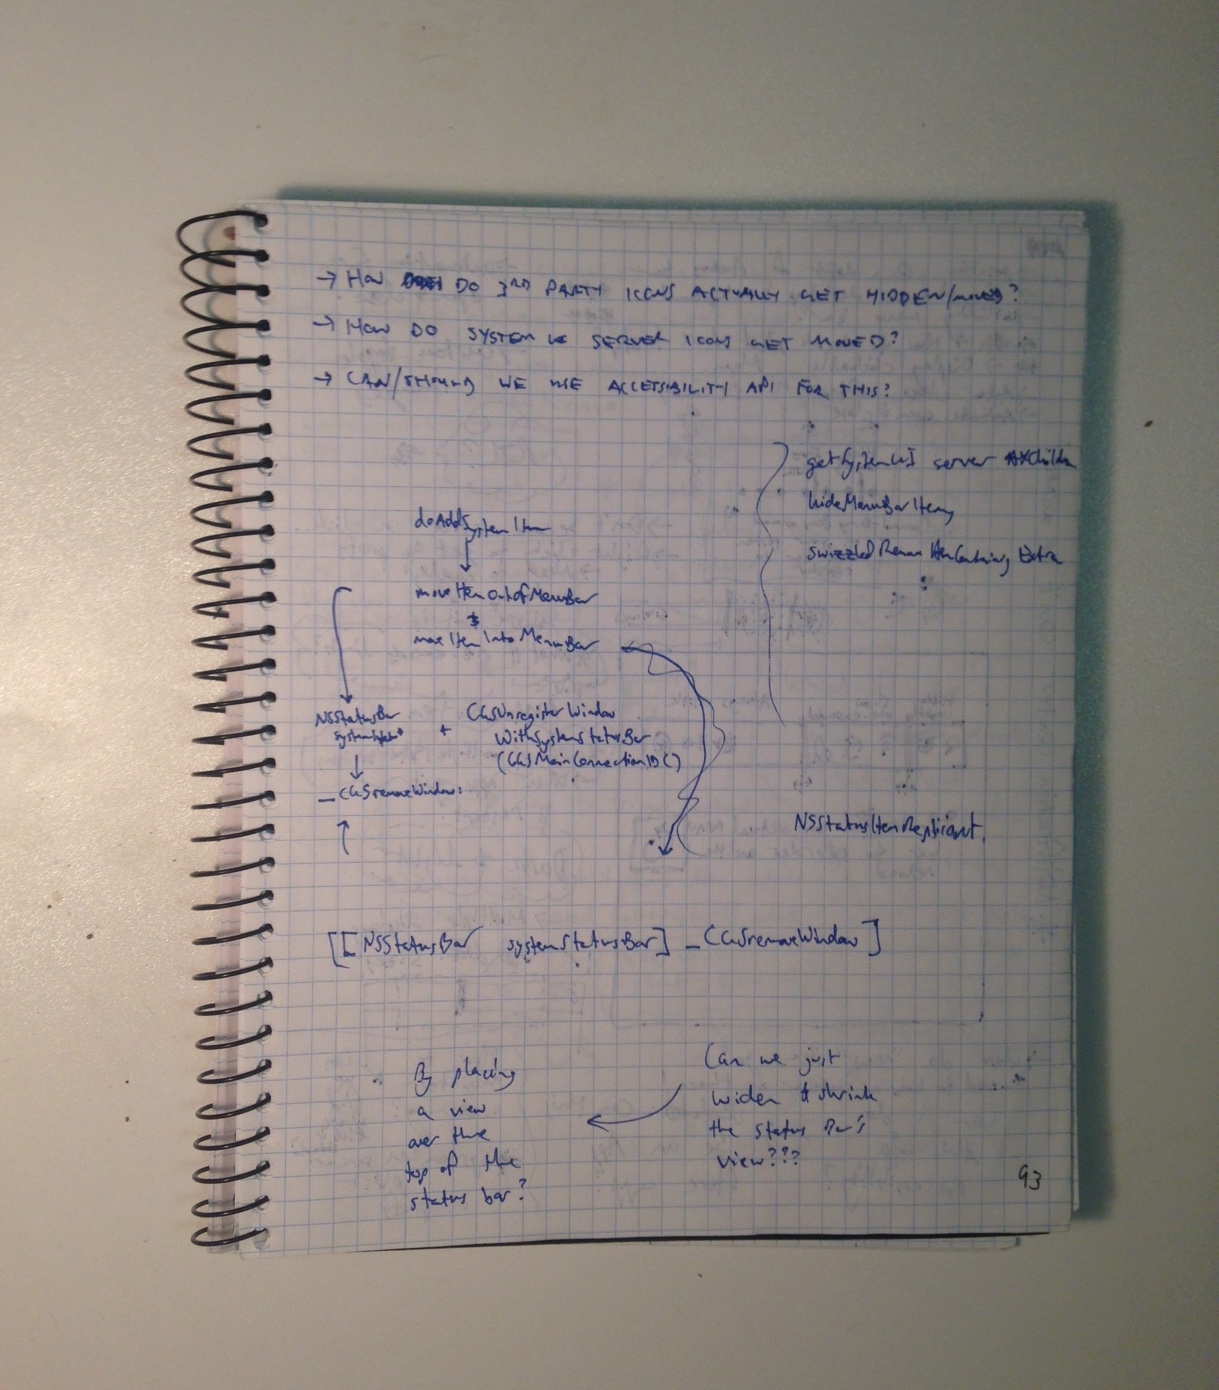 → HOW DO 3RD PARTY ICONS ACTUALLY GET HIDDEN/MOVED?
→ HOW DO SYSTEM UI SERVER ICONS GET MOVED?
→ CAN/SHOULD WE USE ACCESSIBILITY API FOR THIS?
getSystemUI server AXChildren
hideMenuBarItems
swizzledRemoveItemContaining Extra
doAddSystemItem
↓
moveItemOutOfMenuBar
&
moveItemIntoMenuBar
NSStatusBar
+
CGSUnregisterWindow
WithSystemStatusBar
(CGSMainConnectionID()
↓
_CGSremoveWindow:
↑
NSStatusItemReplicant
[[NSStatusBar systemStatusBar] _CGSremoveWindow]
Can we just
widen & shrink
the status bar's
view???
By placing
a view
over the
top of the
status bar?
93